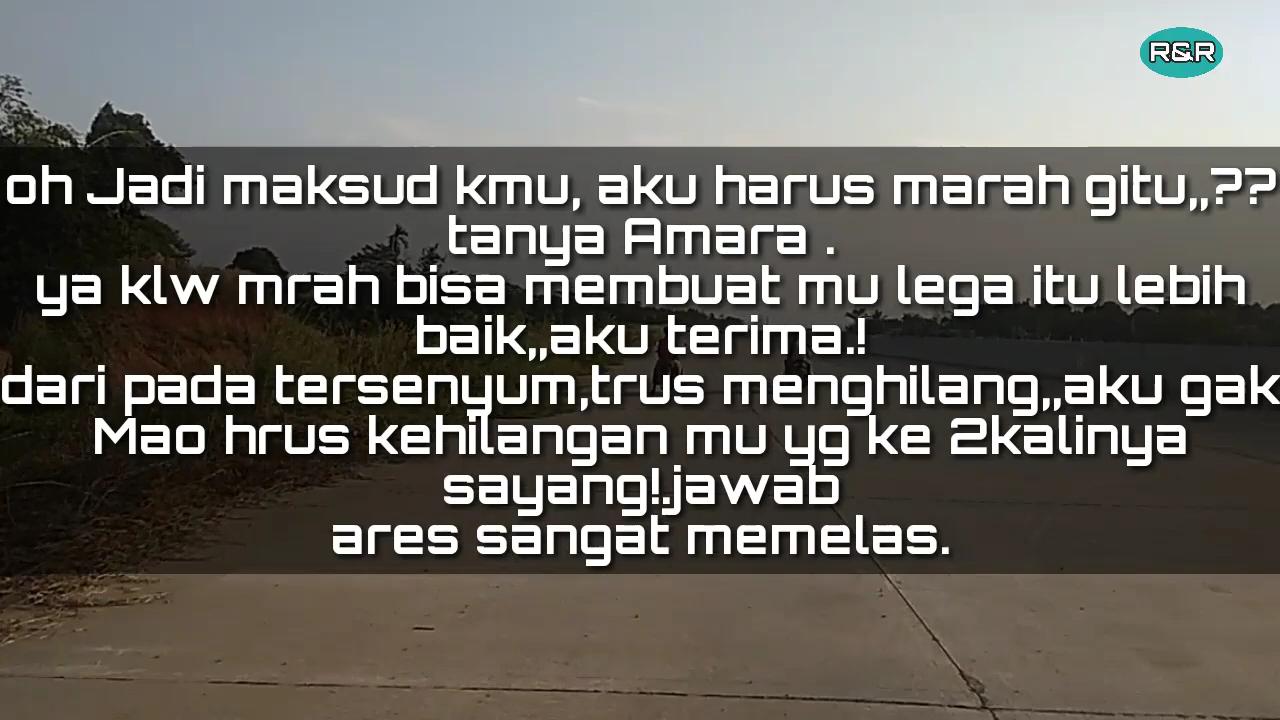 R&R
oh Jadi maksud kmu, aku harus marah gitu,,??
tanya Amara .
ya klw mrah bisa membuat mu lega itu lebih
baik,,aku terima.!
dari pada tersenyum,trus menghilang,,aku gak
Mao hrus kehilangan mu yg ke 2kalinya
sayang!.jawab
ares sangat memelas.